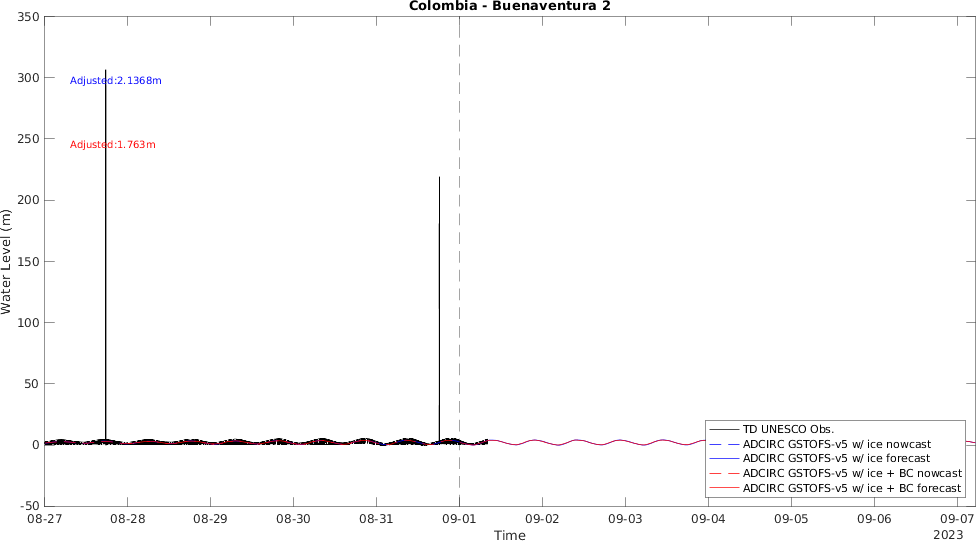 Colombia - Buenaventura 2
350
300
250
200
150
100
50
0
-50
Water Level (m)
Adjusted:2.1368m
Adjusted:1.763m
TD UNESCO Obs.
ADCIRC GSTOFS-v5 w/ ice nowcast
ADCIRC GSTOFS-v5 w/ ice forecast
ADCIRC GSTOFS-v5 w/ ice + BC nowcast
ADCIRC GSTOFS-v5 w/ ice + BC forecast
08-27 08-28 08-29 08-30 08-31 09-01 09-02 09-03 09-04 09-05 09-06 09-07
Time
2023